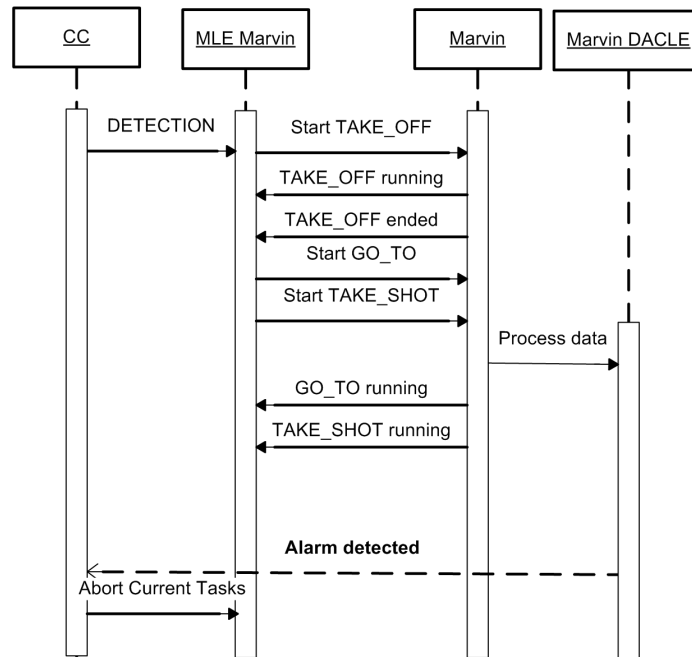 CC
MLE Marvin
Marvin
Marvin DACLE
DETECTION
Start TAKE_OFF
TAKE_OFF running
TAKE_OFF ended
Start GO_TO
Start TAKE_SHOT
Process data
GO_TO running
TAKE_SHOT running
Alarm detected
Abort Current Tasks